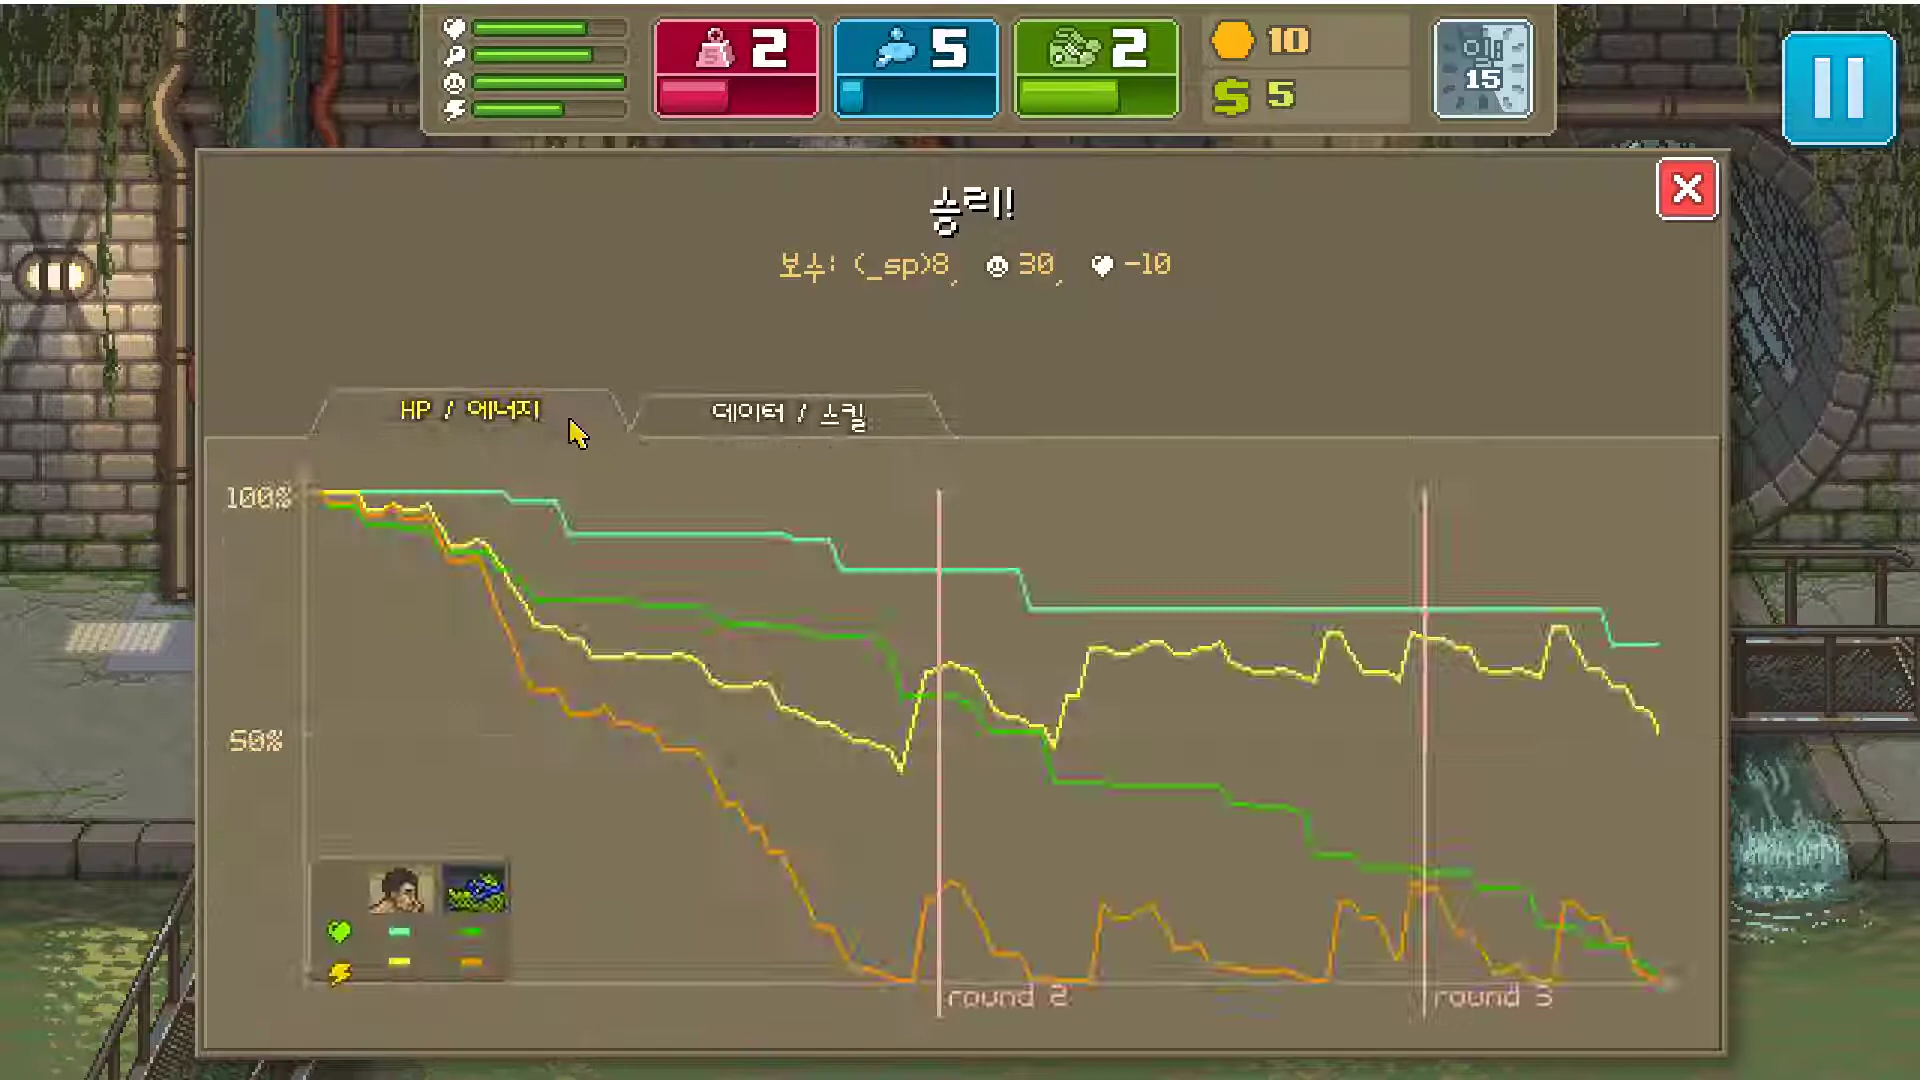 2
5
2
10
5
일
15
승리!
보수: (_sp)8, 30, -10
HP / 에너지
데이터 / 스킬
100%
50%
round 2
round 3